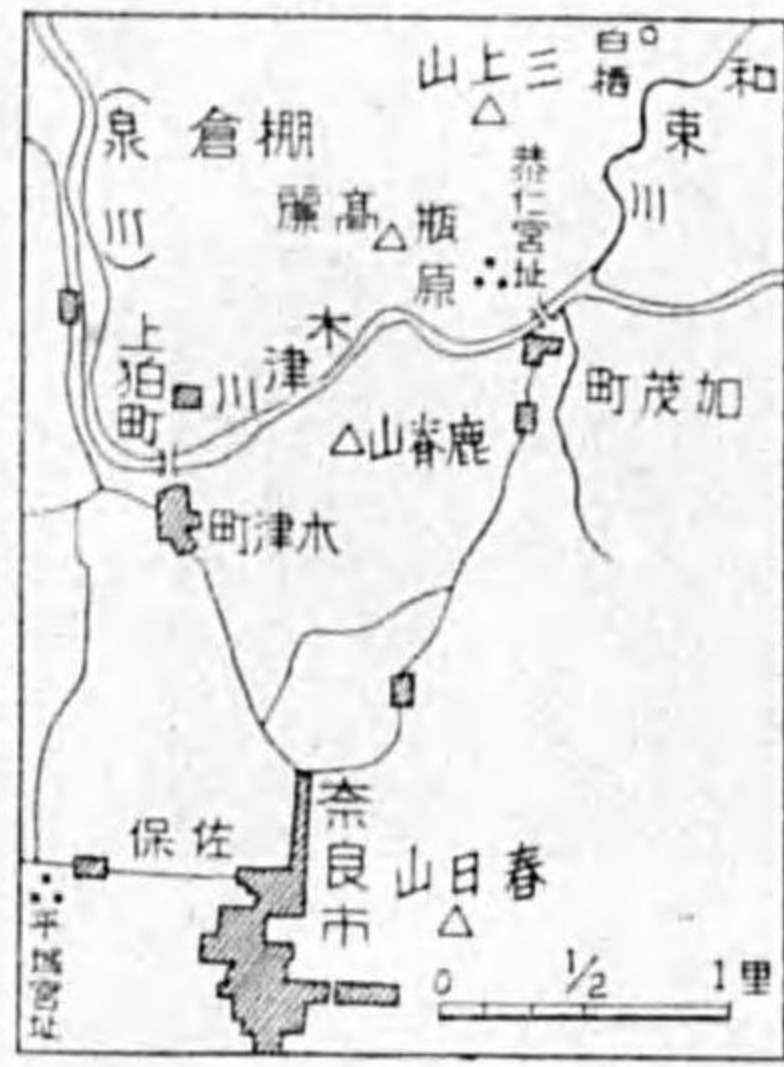 和束川
白栖
三上山
棚倉
(泉川)
恭仁宮址
瓶原
髙麗
木津川
上狛町
加茂町
鹿脊山
木津町
奈良市
佐保
春日山
平城宮址
0 1/2 1里